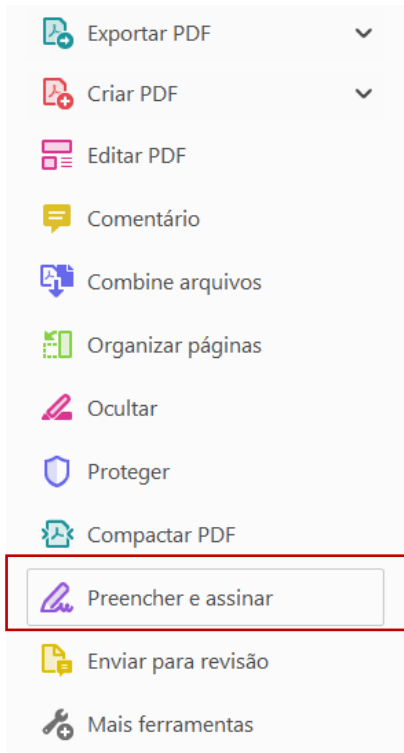 Exportar PDF
Criar PDF
Editar PDF
Comentário
Combine arquivos
Organizar páginas
Ocultar
Proteger
Compactar PDF
Preencher e assinar
Enviar para revisão
Mais ferramentas